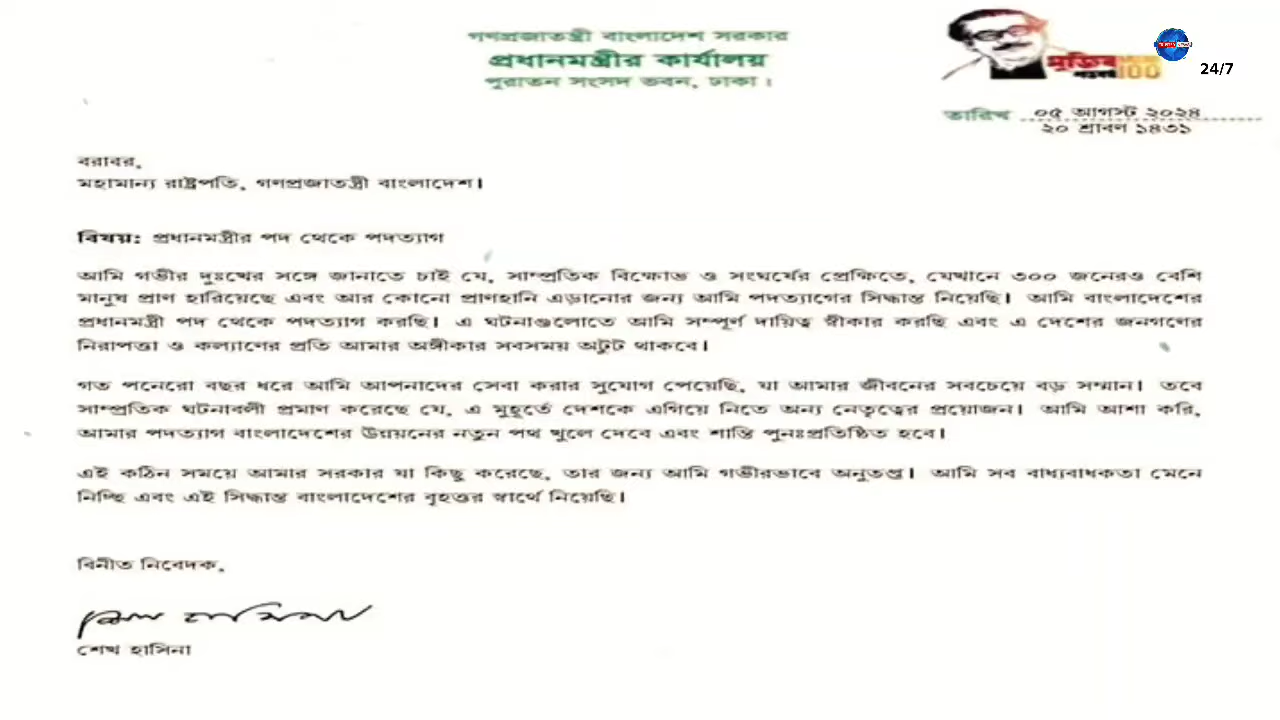 গণপ্রজাতন্ত্রী বাংলাদেশ সরকার
প্রধানমন্ত্রীর কার্যালয়
পুরাতন সংসদ ভবন, ঢাকা।
মুজিব
100
24/7
তারিখ ০৫ আগস্ট ২০২৪
২০ শ্রাবণ ১৪৩১
বরাবর,
মহামান্য রাষ্ট্রপতি, গণপ্রজাতন্ত্রী বাংলাদেশ।
বিষয়: প্রধানমন্ত্রীর পদ থেকে পদত্যাগ
আমি গভীর দুঃখের সঙ্গে জানাতে চাই যে, সাম্প্রতিক বিক্ষোভ ও সংঘর্ষের প্রেক্ষিতে, যেখানে ৩০০ জনেরও বেশি
মানুষ প্রাণ হারিয়েছে এবং আর কোনো প্রাণহানি এড়ানোর জন্য আমি পদত্যাগের সিদ্ধান্ত নিয়েছি। আমি বাংলাদেশের
প্রধানমন্ত্রী পদ থেকে পদত্যাগ করছি। এ ঘটনাগুলোতে আমি সম্পূর্ণ দায়িত্ব স্বীকার করছি এবং এ দেশের জনগণের
নিরাপত্তা ও কল্যাণের প্রতি আমার অঙ্গীকার সবসময় অটুট থাকবে।
গত পনেরো বছর ধরে আমি আপনাদের সেবা করার সুযোগ পেয়েছি, যা আমার জীবনের সবচেয়ে বড় সম্মান। তবে
সাম্প্রতিক ঘটনাবলী প্রমাণ করেছে যে, এ মুহূর্তে দেশকে এগিয়ে নিতে অন্য নেতৃত্বের প্রয়োজন। আমি আশা করি,
আমার পদত্যাগ বাংলাদেশের উন্নয়নের নতুন পথ খুলে দেবে এবং শান্তি পুনঃপ্রতিষ্ঠিত হবে।
এই কঠিন সময়ে আমার সরকার যা কিছু করেছে, তার জন্য আমি গভীরভাবে অনুতপ্ত। আমি সব বাধ্যবাধকতা মেনে
নিচ্ছি এবং এই সিদ্ধান্ত বাংলাদেশের বৃহত্তর স্বার্থে নিয়েছি।
বিনীত নিবেদক,
শেখ হাসিনা
শেখ হাসিনা